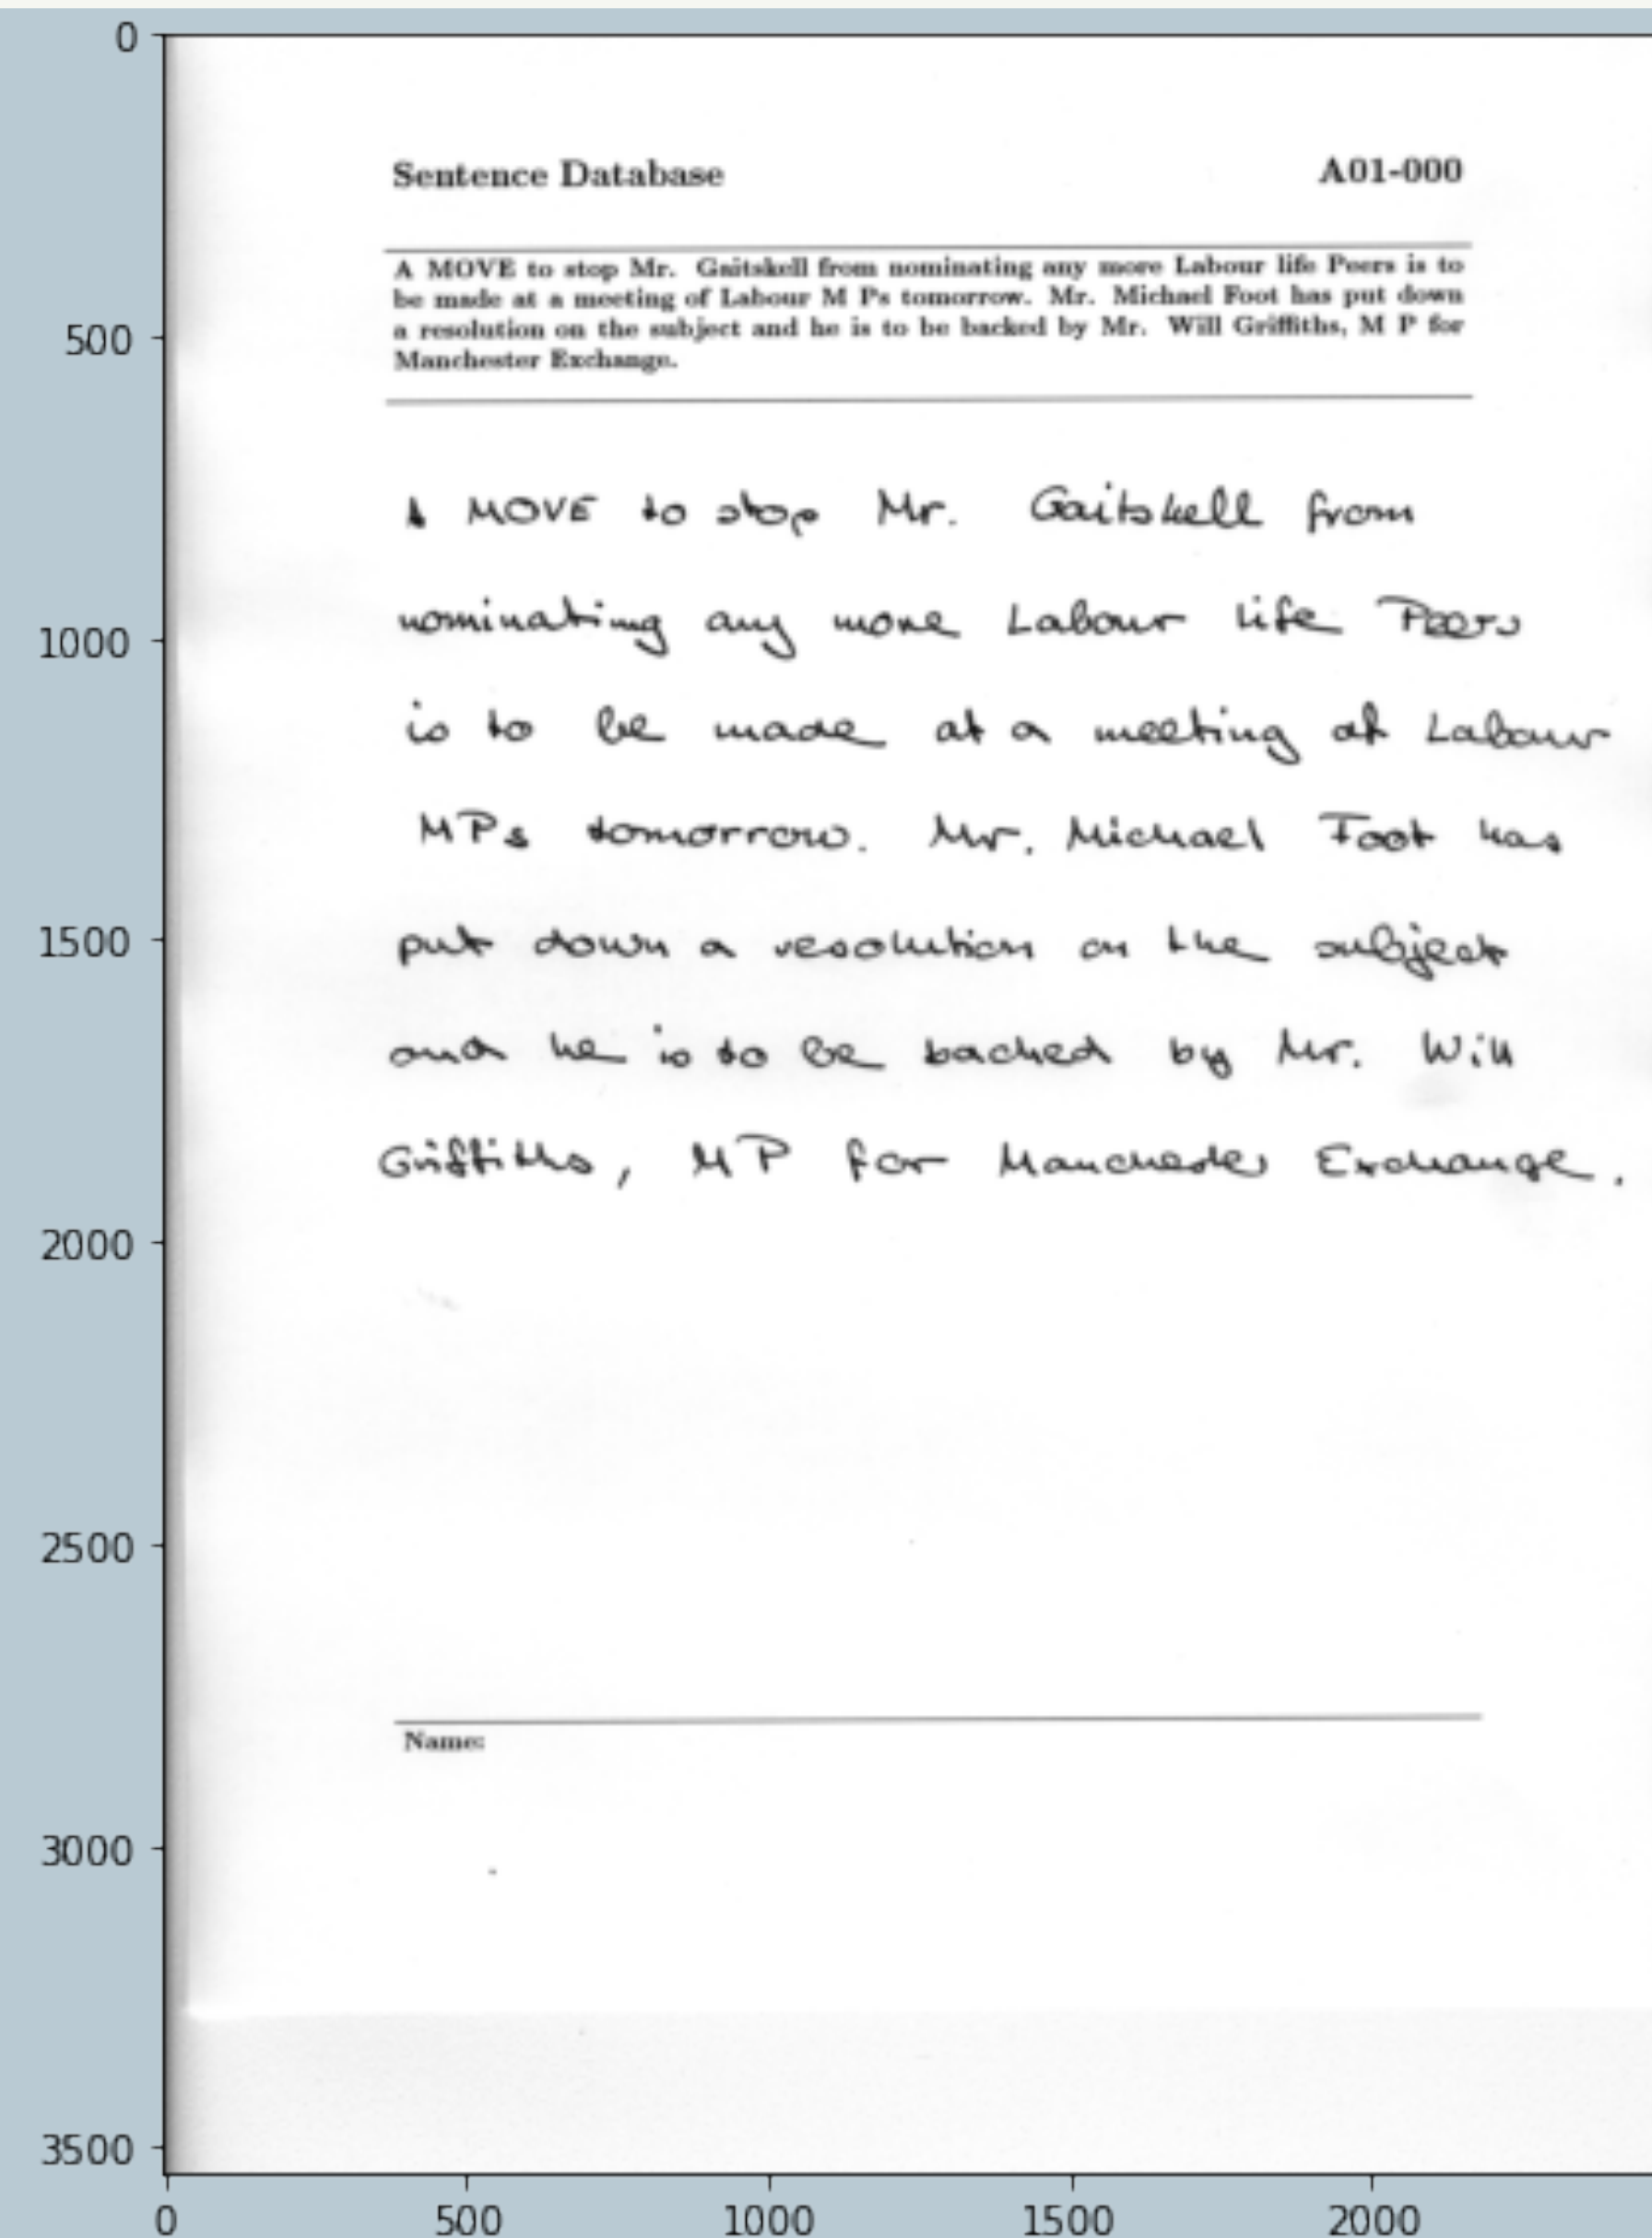 0
Sentence Database A01-000
A MOVE to stop Mr. Gaitskell from nominating any more Labour life Peers is to
be made at a meeting of Labour M Ps tomorrow. Mr. Michael Foot has put down
a resolution on the subject and he is to be backed by Mr. Will Griffiths, M P for
500
Manchester Exchange.
A MOVE to stop Mr. Gaitskell from
nominating any more Labour life Peers
1000
is to be made at a meeting of Labour
MPs tomorrow. Mr. Michael Foot has
1500
put down a resolution on the subject
and he is to be backed by Mr. Will
Griffiths, MP for Manchester Exchange.
2000
2500
Name:
3000
3500
0 500 1000 1500 2000